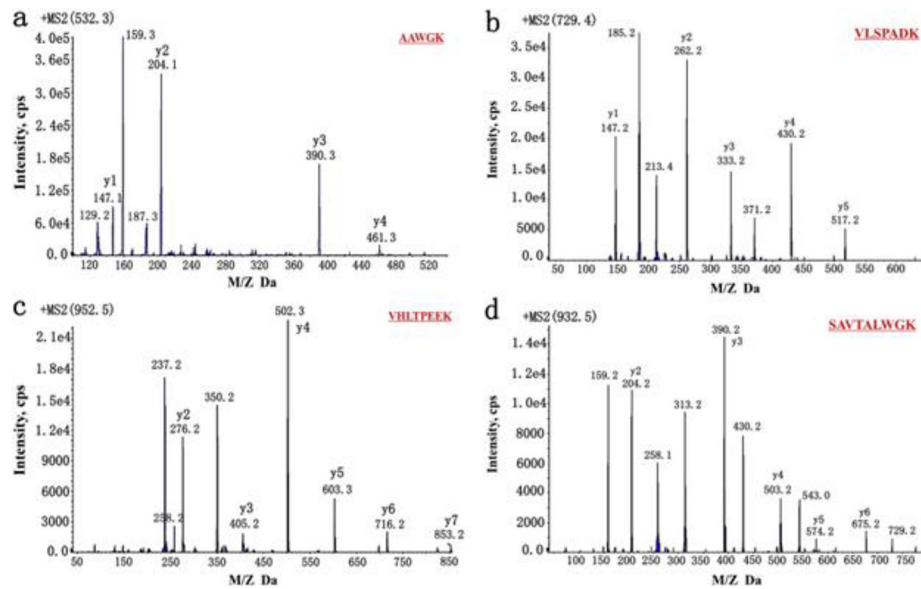 a
+MS2(532.3)
AAWGK
Intensity, cps
4.0e5
3.2e5
2.4e5
1.8e5
1.2e5
6.0e4
0.0
159.3
y2
204.1
y3
390.3
y1
147.1
129.2
187.3
y4
461.3
120 160 200 240 280 320 360 400 440 480 520
M/Z Da
b
+MS2(729.4)
VLSPADK
Intensity, cps
3.5e4
3.0e4
2.5e4
2.0e4
1.5e4
10000
5000
0
185.2
y2
262.2
y1
147.2
y4
430.2
y3
333.2
213.4
371.2
y5
517.2
50 100 150 200 250 300 350 400 450 500 550 600
M/Z Da
c
+MS2(952.5)
VHLTPEEK
Intensity, cps
2.1e4
1.8e4
1.5e4
1.2e4
9000
6000
3000
0.0
502.3
y4
237.2
y2
276.2
350.2
258.2
y3
405.2
y5
603.3
y6
716.2
y7
853.2
50 150 250 350 450 550 650 750 850
M/Z Da
d
+MS2(932.5)
SAVTALWGK
Intensity, cps
1.4e4
1.2e4
1.0e4
8000
6000
4000
2000
0
390.2
y3
159.2
y2
204.2
313.2
258.1
430.2
y4
503.2
543.0
y5
574.2
y6
675.2
729.2
100 150 200 250 300 350 400 450 500 550 600 650 700 750
M/Z Da